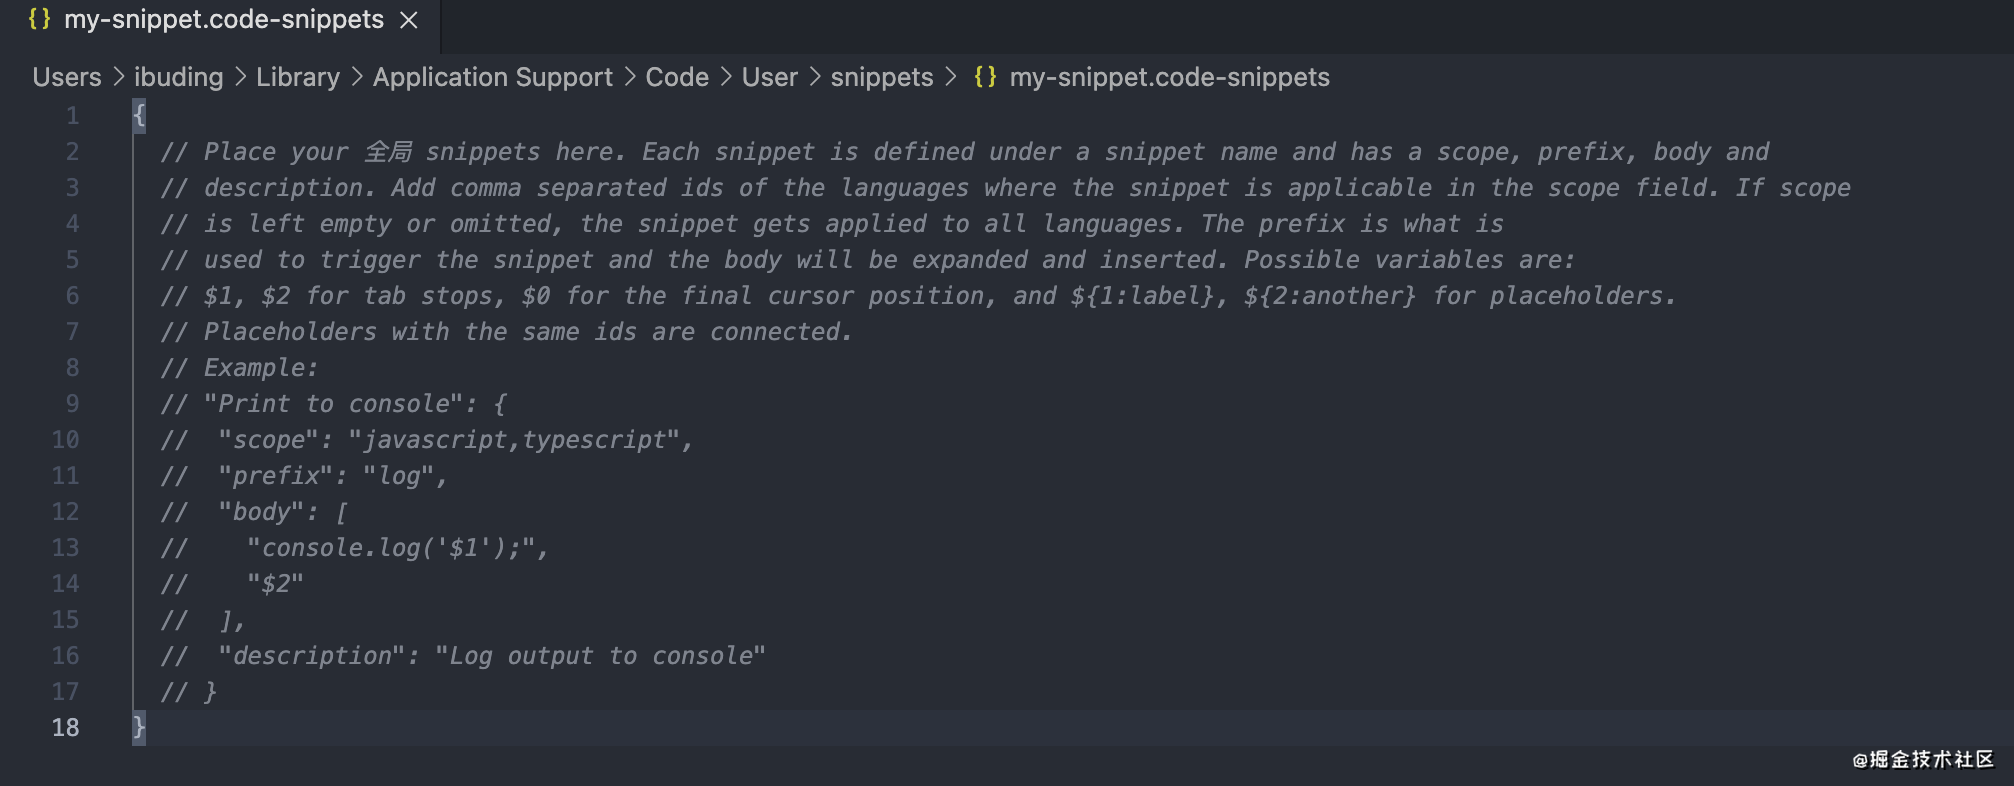 {} my-snippet.code-snippets ×
Users > ibuding > Library > Application Support > Code > User > snippets > {} my-snippet.code-snippets
1 {
2 // Place your 全局 snippets here. Each snippet is defined under a snippet name and has a scope, prefix, body and
3 // description. Add comma separated ids of the languages where the snippet is applicable in the scope field. If scope
4 // is left empty or omitted, the snippet gets applied to all languages. The prefix is what is
5 // used to trigger the snippet and the body will be expanded and inserted. Possible variables are:
6 // $1, $2 for tab stops, $0 for the final cursor position, and ${1:label}, ${2:another} for placeholders.
7 // Placeholders with the same ids are connected.
8 // Example:
9 // "Print to console": {
10 //  "scope": "javascript,typescript",
11 //  "prefix": "log",
12 //  "body": [
13 //    "console.log('$1');",
14 //    "$2"
15 //  ],
16 //  "description": "Log output to console"
17 // }
18 }
@掘金技术社区